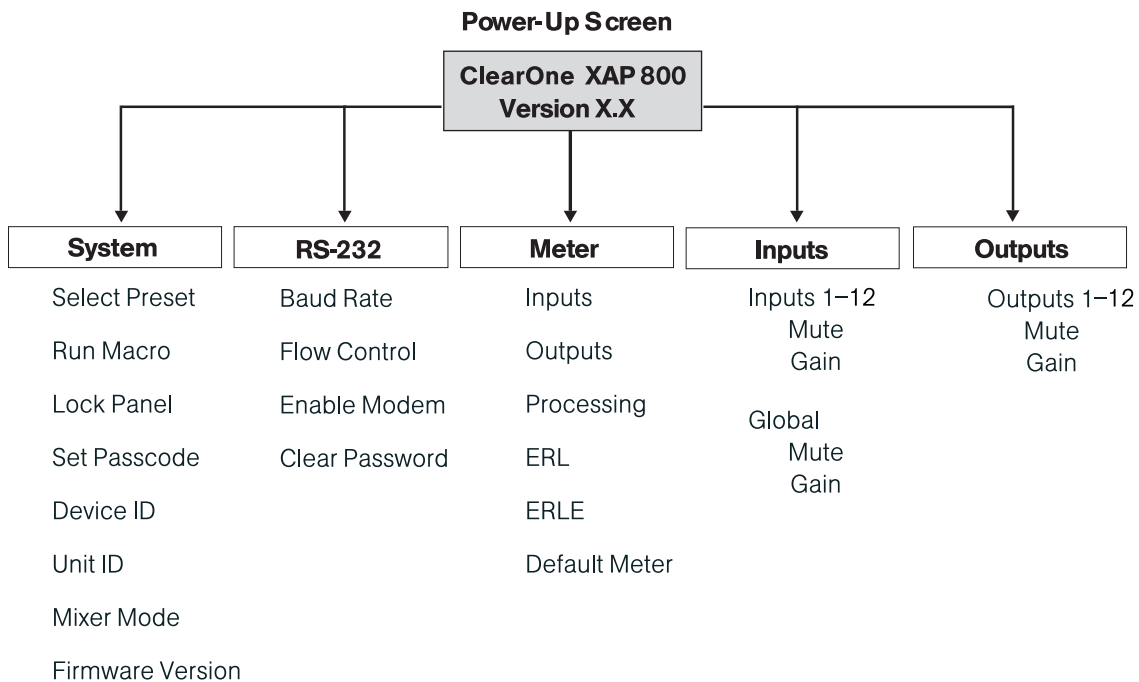 Power-Up Screen
ClearOne XAP 800
Version X.X
System
Select Preset
Run Macro
Lock Panel
Set Passcode
Device ID
Unit ID
Mixer Mode
Firmware Version
RS-232
Baud Rate
Flow Control
Enable Modem
Clear Password
Meter
Inputs
Outputs
Processing
ERL
ERLE
Default Meter
Inputs
Inputs 1–12
Mute
Gain
Global
Mute
Gain
Outputs
Outputs 1–12
Mute
Gain